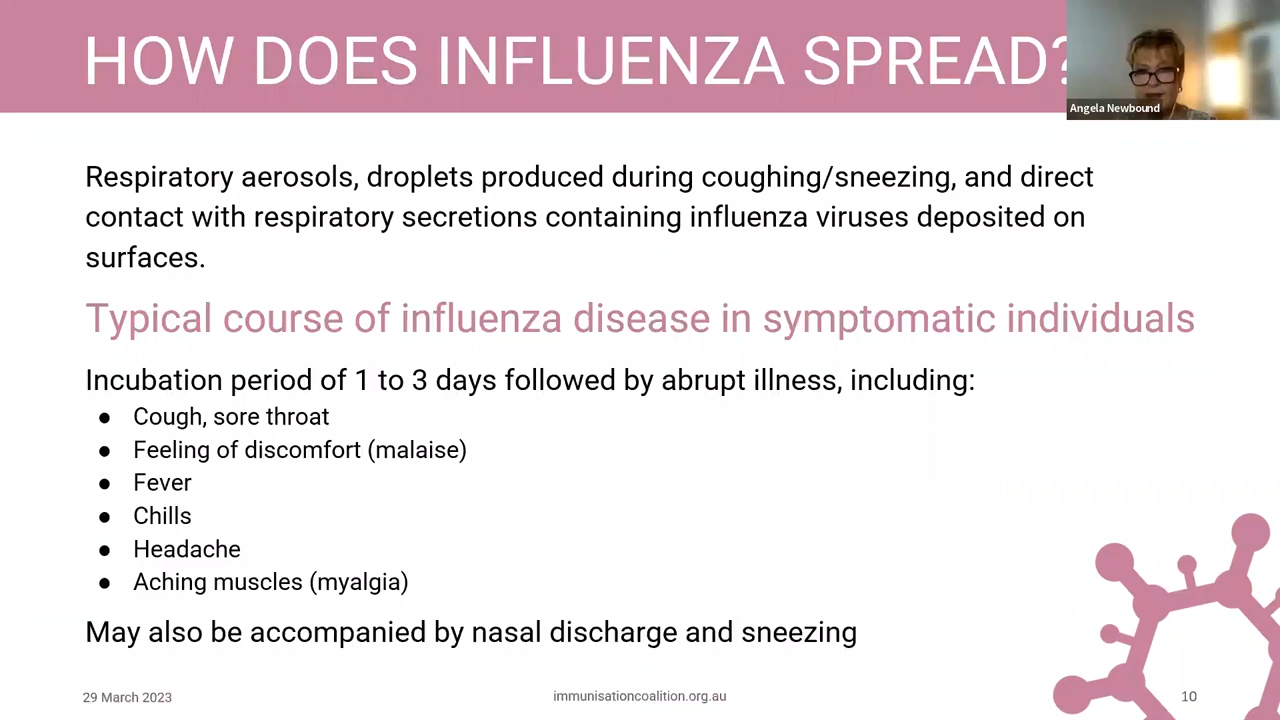 HOW DOES INFLUENZA SPREAD?
Angela Newbound
Respiratory aerosols, droplets produced during coughing/sneezing, and direct
contact with respiratory secretions containing influenza viruses deposited on
surfaces.
Typical course of influenza disease in symptomatic individuals
Incubation period of 1 to 3 days followed by abrupt illness, including:
● Cough, sore throat
● Feeling of discomfort (malaise)
● Fever
● Chills
● Headache
● Aching muscles (myalgia)
May also be accompanied by nasal discharge and sneezing
29 March 2023
immunisationcoalition.org.au
10